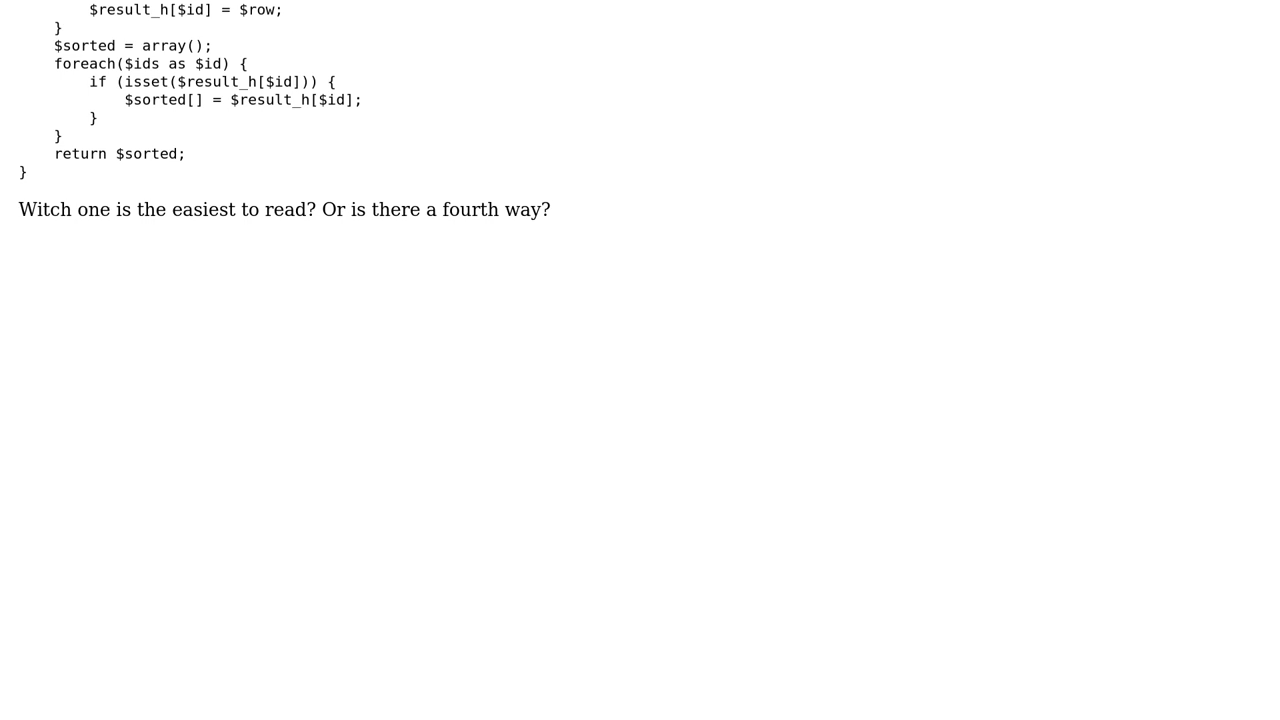 $result_h[$id] = $row;
    }
    $sorted = array();
    foreach($ids as $id) {
        if (isset($result_h[$id])) {
            $sorted[] = $result_h[$id];
        }
    }
    return $sorted;
}
Witch one is the easiest to read? Or is there a fourth way?